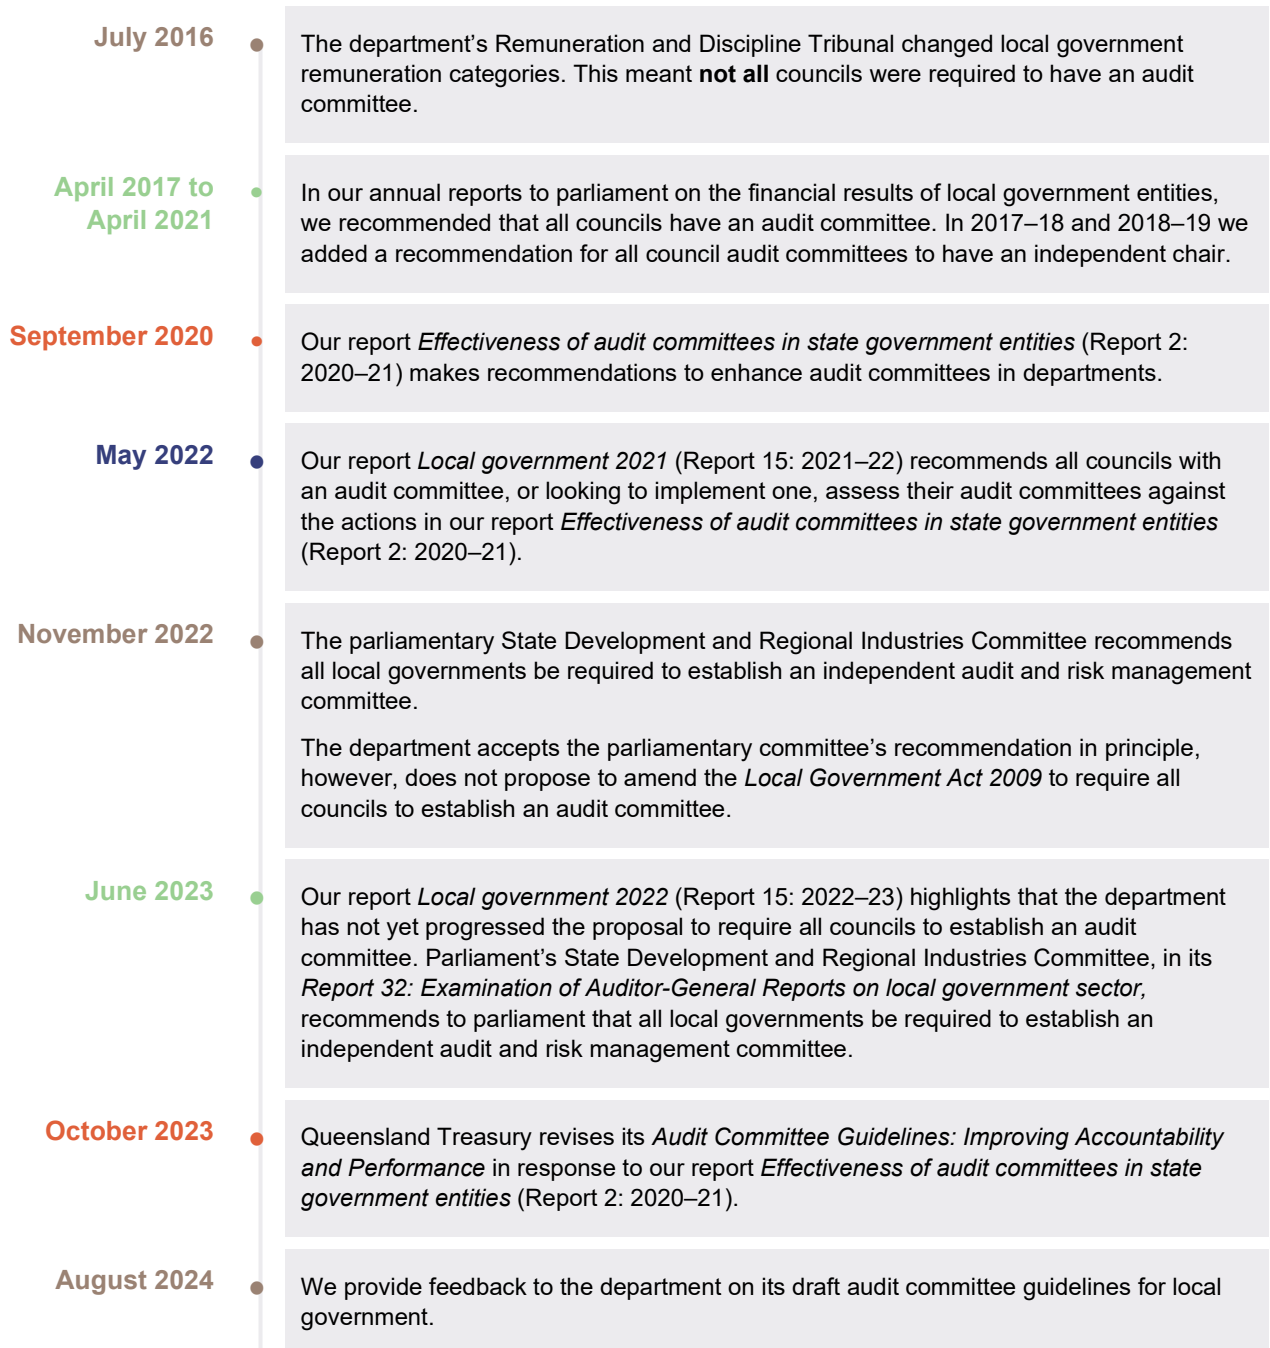 July 2016
The department’s Remuneration and Discipline Tribunal changed local government
remuneration categories. This meant not all councils were required to have an audit
committee.
April 2017 to
April 2021
In our annual reports to parliament on the financial results of local government entities,
we recommended that all councils have an audit committee. In 2017–18 and 2018–19 we
added a recommendation for all council audit committees to have an independent chair.
September 2020
Our report Effectiveness of audit committees in state government entities (Report 2:
2020–21) makes recommendations to enhance audit committees in departments.
May 2022
Our report Local government 2021 (Report 15: 2021–22) recommends all councils with
an audit committee, or looking to implement one, assess their audit committees against
the actions in our report Effectiveness of audit committees in state government entities
(Report 2: 2020–21).
November 2022
The parliamentary State Development and Regional Industries Committee recommends
all local governments be required to establish an independent audit and risk management
committee.
The department accepts the parliamentary committee’s recommendation in principle,
however, does not propose to amend the Local Government Act 2009 to require all
councils to establish an audit committee.
June 2023
Our report Local government 2022 (Report 15: 2022–23) highlights that the department
has not yet progressed the proposal to require all councils to establish an audit
committee. Parliament’s State Development and Regional Industries Committee, in its
Report 32: Examination of Auditor-General Reports on local government sector,
recommends to parliament that all local governments be required to establish an
independent audit and risk management committee.
October 2023
Queensland Treasury revises its Audit Committee Guidelines: Improving Accountability
and Performance in response to our report Effectiveness of audit committees in state
government entities (Report 2: 2020–21).
August 2024
We provide feedback to the department on its draft audit committee guidelines for local
government.